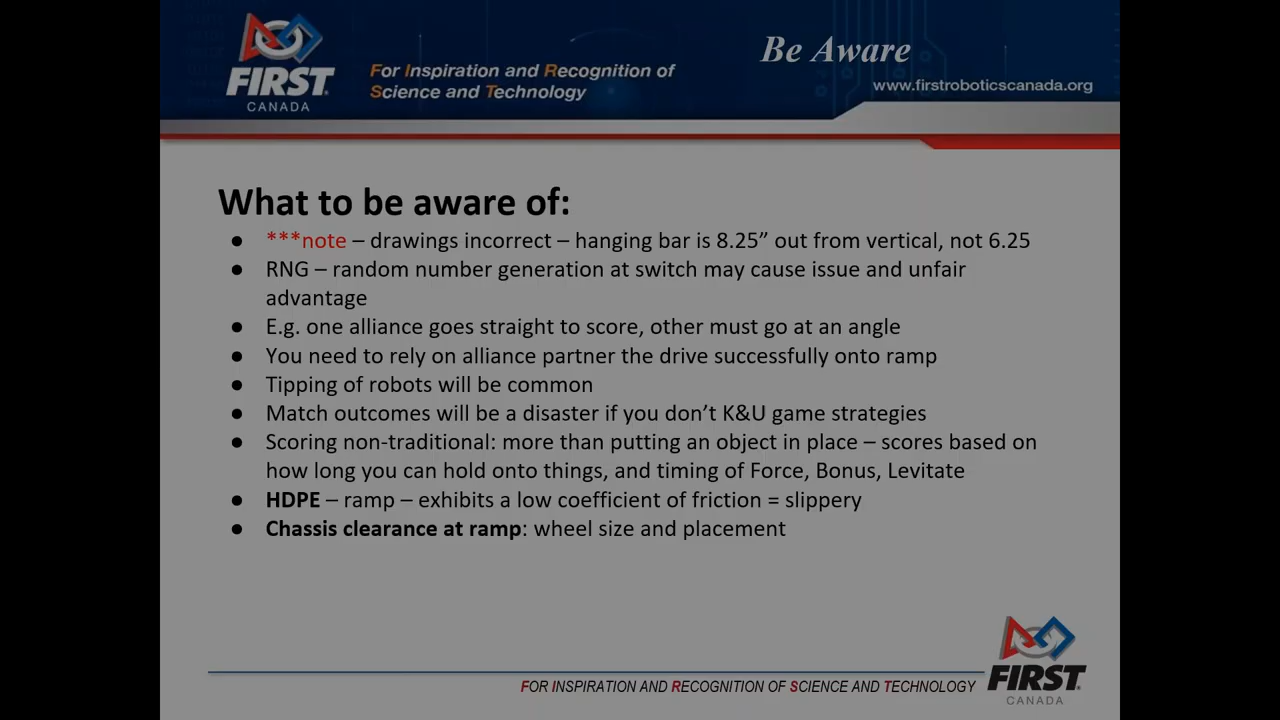 FIRST
CANADA
For Inspiration and Recognition of
Science and Technology
Be Aware
www.firstroboticscanada.org
What to be aware of:
● ***note – drawings incorrect – hanging bar is 8.25” out from vertical, not 6.25
● RNG – random number generation at switch may cause issue and unfair
advantage
● E.g. one alliance goes straight to score, other must go at an angle
● You need to rely on alliance partner the drive successfully onto ramp
● Tipping of robots will be common
● Match outcomes will be a disaster if you don’t K&U game strategies
● Scoring non-traditional: more than putting an object in place – scores based on
how long you can hold onto things, and timing of Force, Bonus, Levitate
● HDPE – ramp – exhibits a low coefficient of friction = slippery
● Chassis clearance at ramp: wheel size and placement
FOR INSPIRATION AND RECOGNITION OF SCIENCE AND TECHNOLOGY
FIRST
CANADA